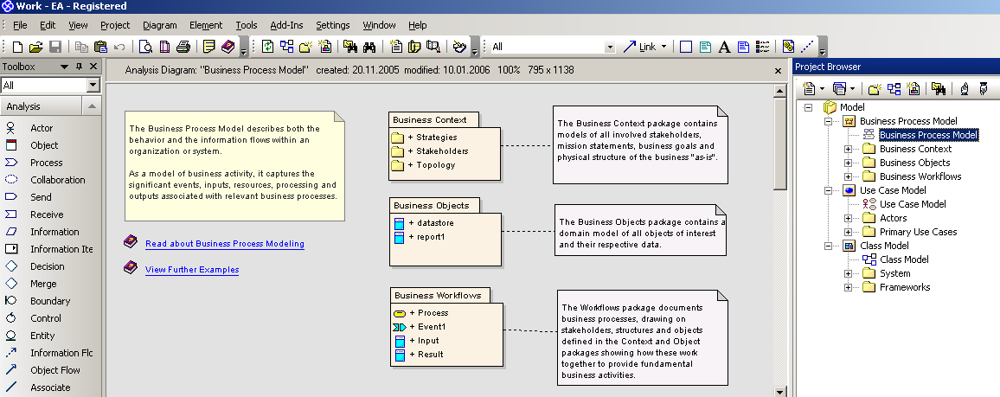 Work - EA - Registered
File Edit View Project Diagram Element Tools Add-Ins Settings Window Help
All
Link
A
Toolbox
All
Analysis
Actor
Object
Process
Collaboration
Send
Receive
Information
Information Ite
Decision
Merge
Boundary
Control
Entity
Information Flc
Object Flow
Associate
Analysis Diagram: "Business Process Model" created: 20.11.2005 modified: 10.01.2006 100% 795 x 1138
The Business Process Model describes both the
behavior and the information flows within an
organization or system.
As a model of business activity, it captures the
significant events, inputs, resources, processing and
outputs associated with relevant business processes.
Read about Business Process Modeling
View Further Examples
Business Context
+ Strategies
+ Stakeholders
+ Topology
The Business Context package contains
models of all involved stakeholders,
mission statements, business goals and
physical structure of the business "as-is".
Business Objects
+ datastore
+ report1
The Business Objects package contains a
domain model of all objects of interest
and their respective data.
Business Workflows
+ Process
+ Event1
+ Input
+ Result
The Workflows package documents
business processes, drawing on
stakeholders, structures and objects
defined in the Context and Object
packages showing how these work
together to provide fundamental
business activities.
Project Browser
Model
Business Process Model
Business Process Model
Business Context
Business Objects
Business Workflows
Use Case Model
Use Case Model
Actors
Primary Use Cases
Class Model
Class Model
System
Frameworks